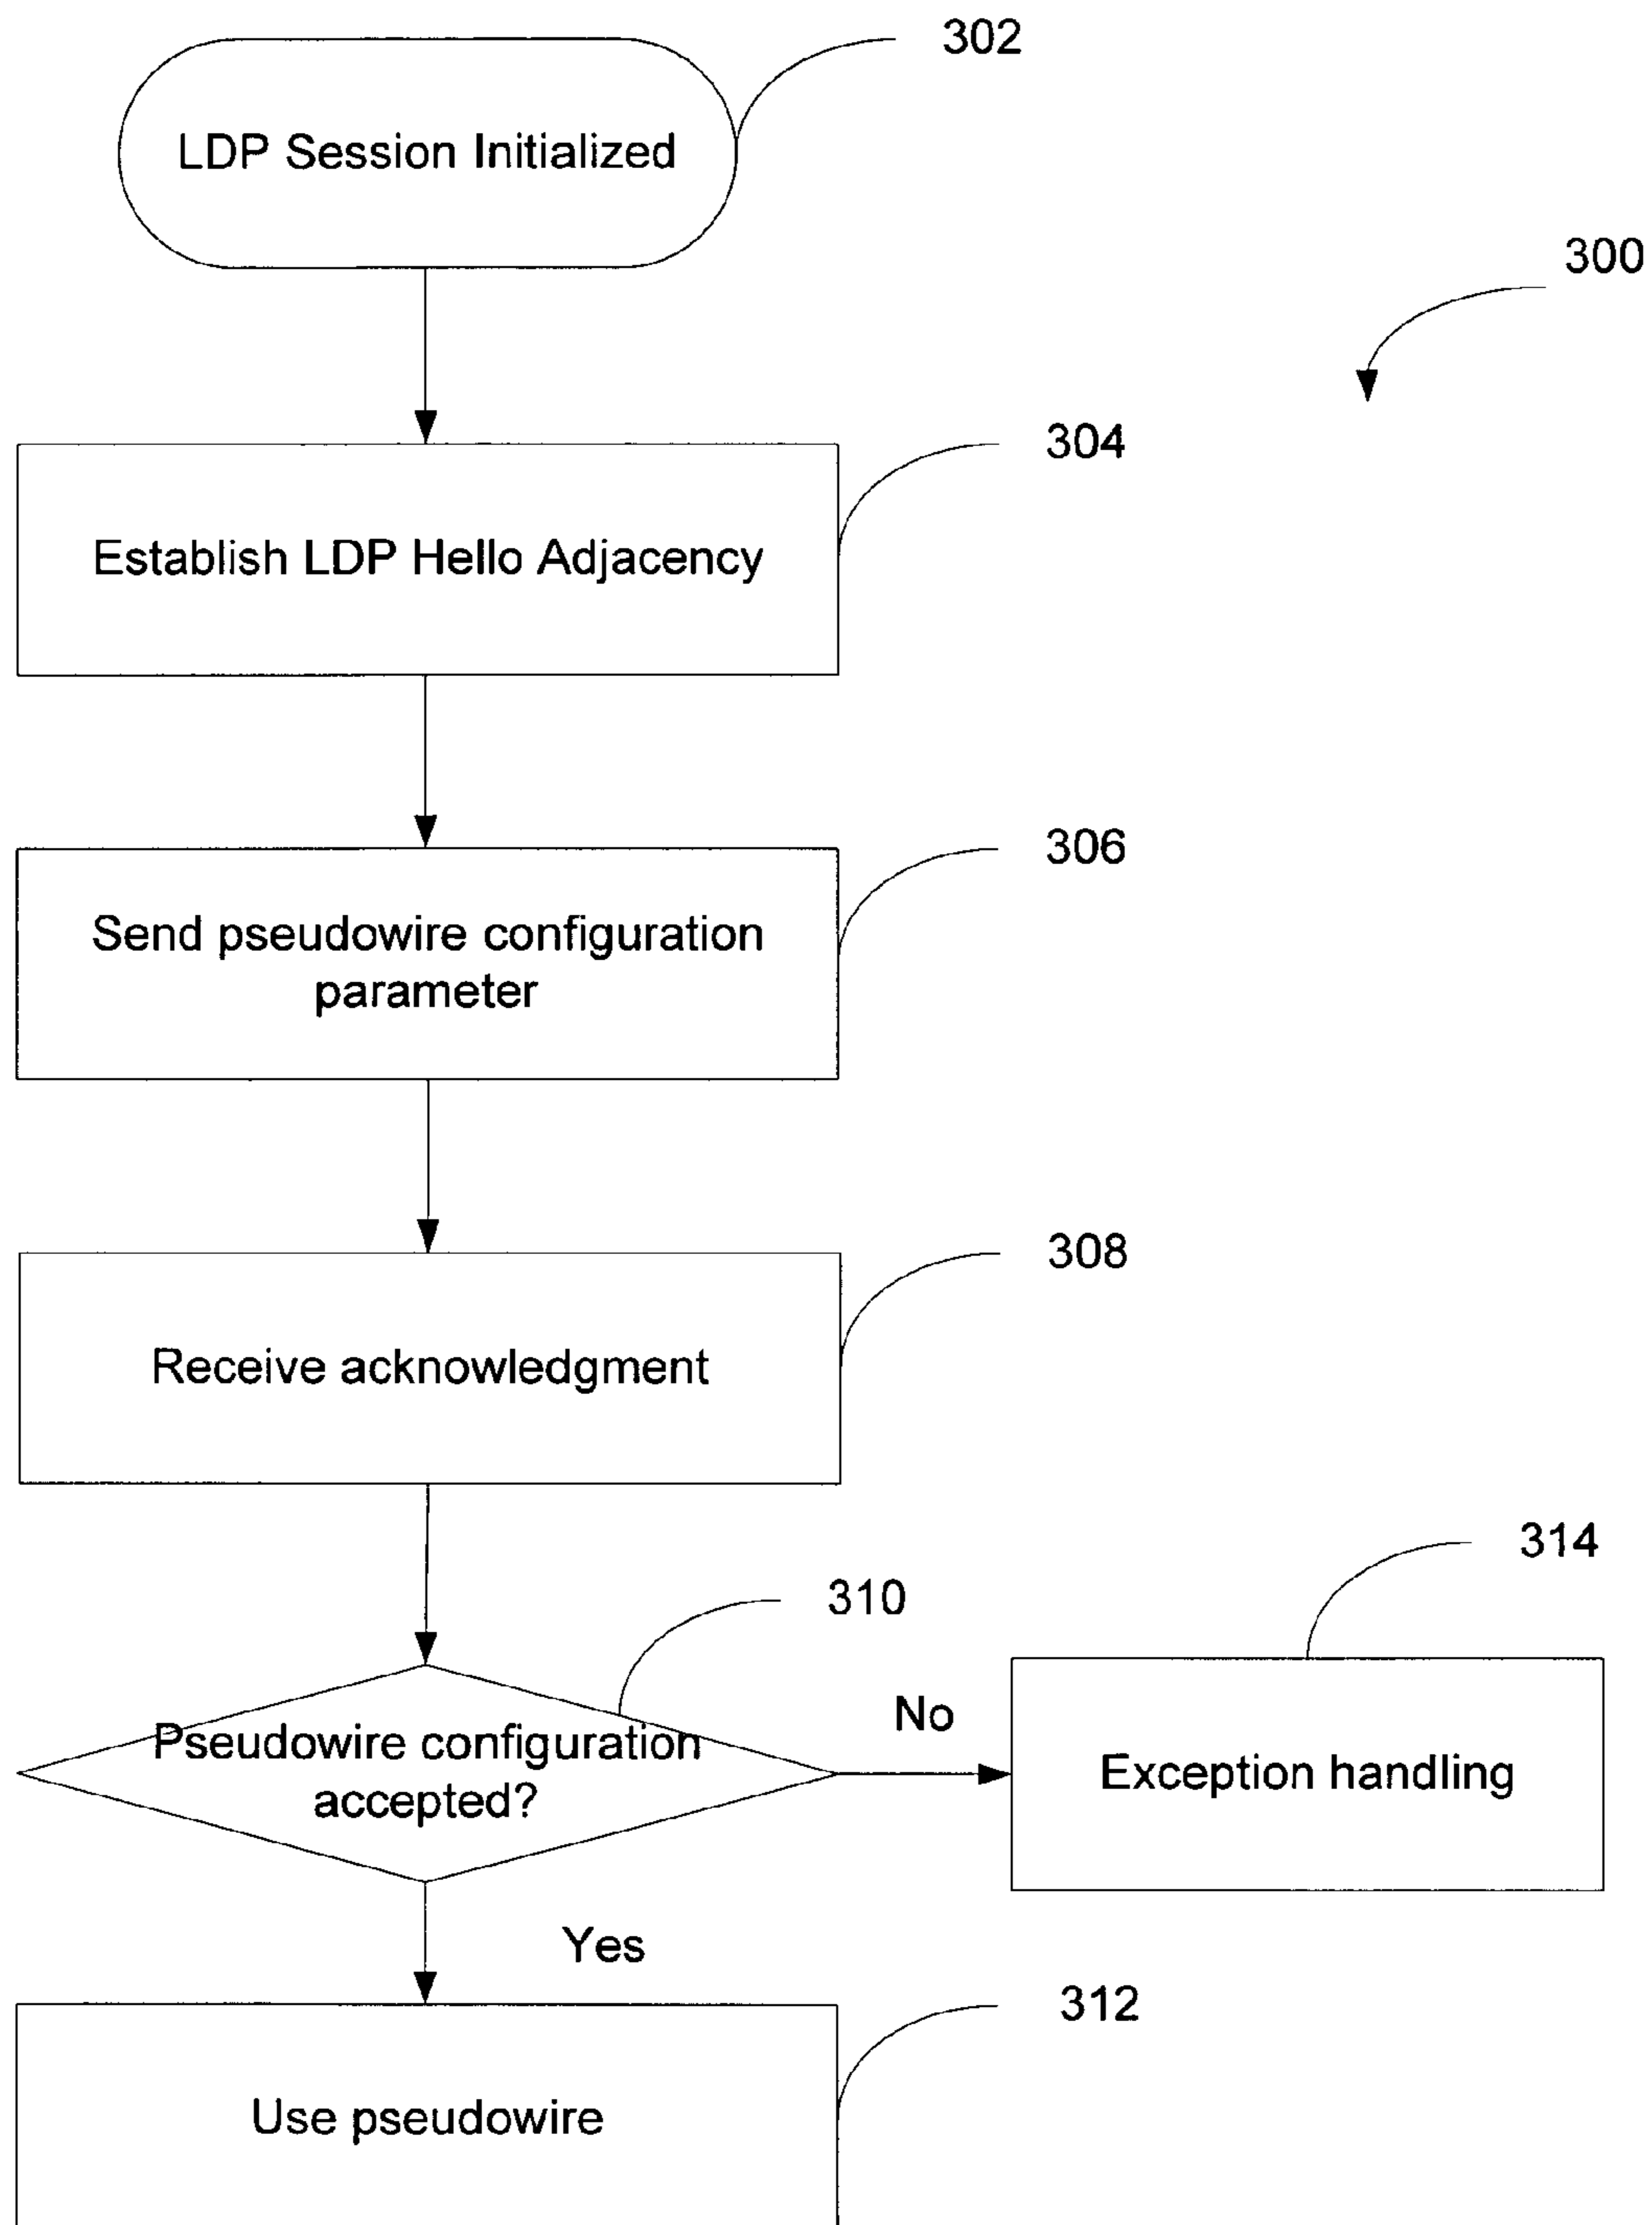 302
LDP Session Initialized
300
304
Establish LDP Hello Adjacency
306
Send pseudowire configuration
parameter
308
Receive acknowledgment
314
310
No
Pseudowire configuration
accepted?
Exception handling
Yes
312
Use pseudowire